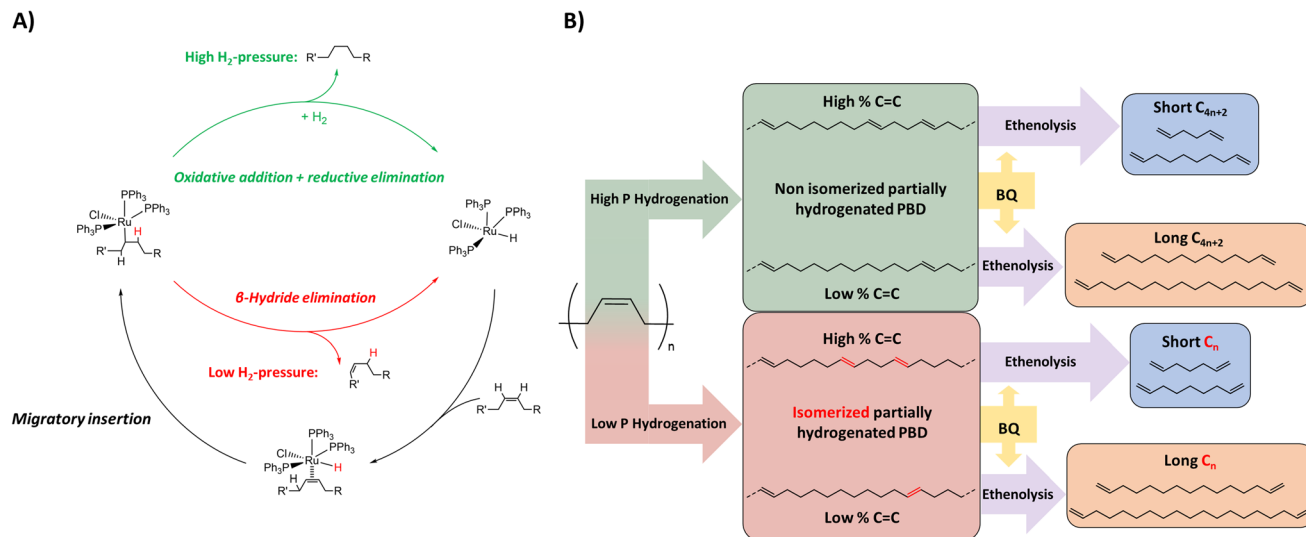 A)
High H₂-pressure:
R'
R
+ H₂
Oxidative addition + reductive elimination
PPh₃
Cl
PPh₃
Ru
Ph₃P
H
R'
R
H
Ph₃P
PPh₃
Cl
Ru
H
Ph₃P
β-Hydride elimination
Low H₂-pressure:
H
R'
R
Migratory insertion
H H
R'
R
PPh₃
Cl
PPh₃
Ru
Ph₃P
H
H
R'
R
B)
High P Hydrogenation
Low P Hydrogenation
n
High % C=C
Non isomerized partially
hydrogenated PBD
Low % C=C
High % C=C
Isomerized partially
hydrogenated PBD
Low % C=C
Ethenolysis
BQ
Ethenolysis
Ethenolysis
BQ
Ethenolysis
Short C₄ₙ₊₂
Long C₄ₙ₊₂
Short Cₙ
Long Cₙ